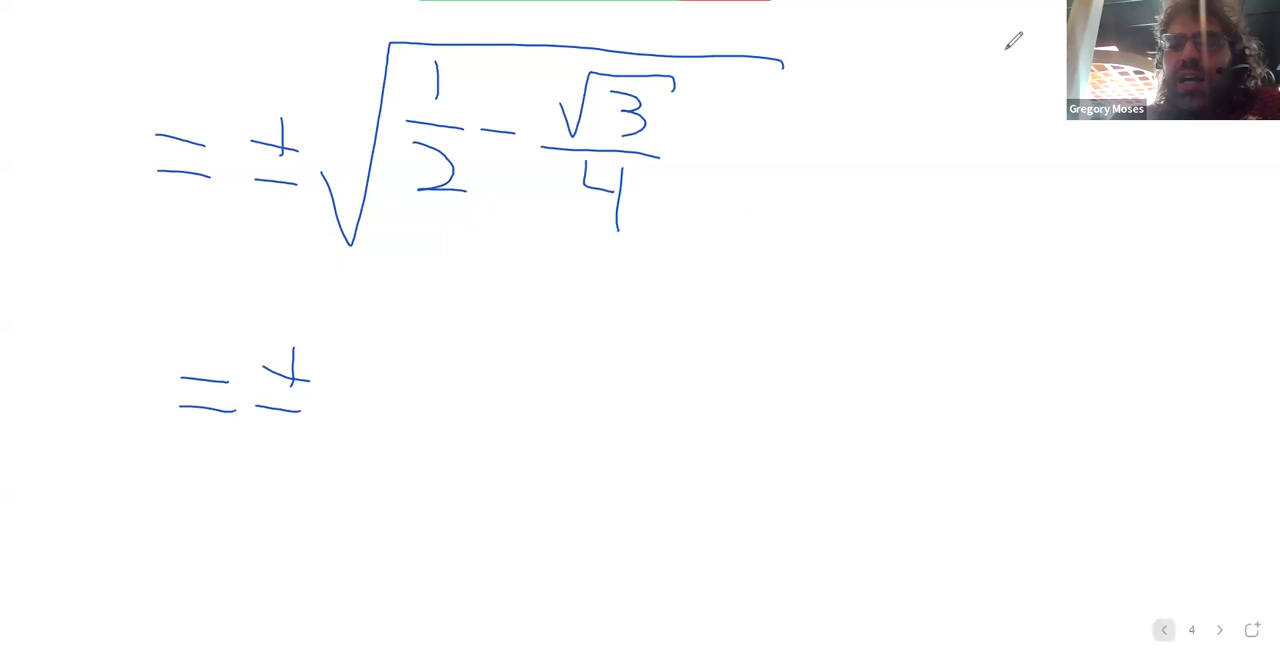 = ± √(1/2 − √3/4)
Gregory Moses
= ±
4